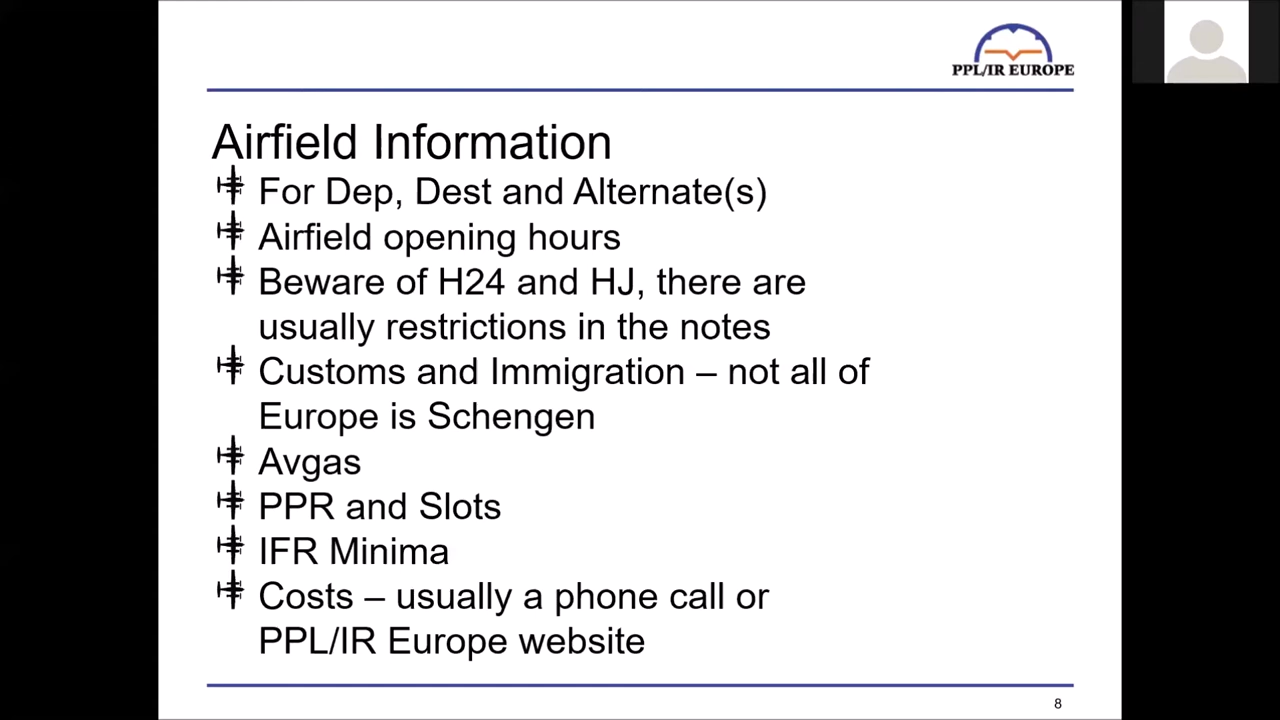 PPL/IR EUROPE
Airfield Information
For Dep, Dest and Alternate(s)
Airfield opening hours
Beware of H24 and HJ, there are
usually restrictions in the notes
Customs and Immigration – not all of
Europe is Schengen
Avgas
PPR and Slots
IFR Minima
Costs – usually a phone call or
PPL/IR Europe website
8